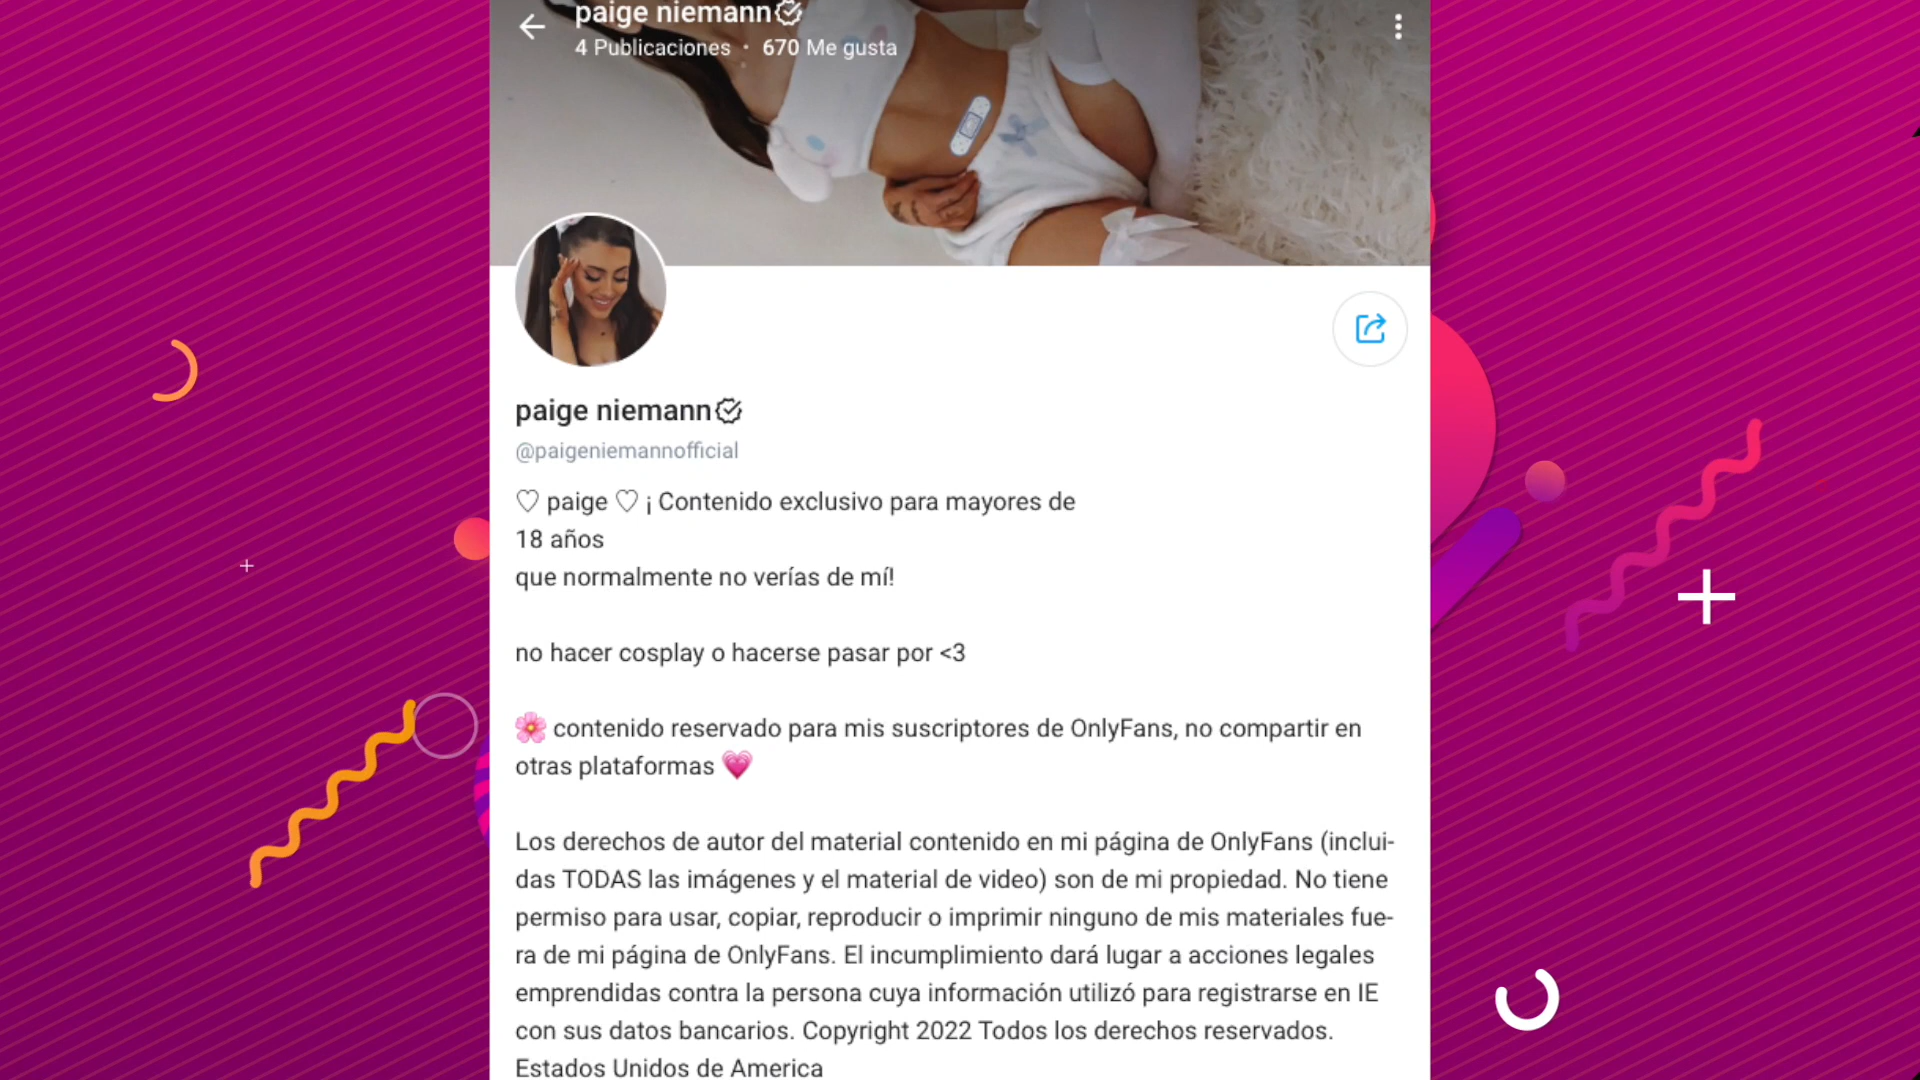 paige niemann
4 Publicaciones · 670 Me gusta
paige niemann
@paigeniemannofficial
♡ paige ♡ ¡ Contenido exclusivo para mayores de
18 años
que normalmente no verías de mí!
no hacer cosplay o hacerse pasar por <3
🌸 contenido reservado para mis suscriptores de OnlyFans, no compartir en
otras plataformas 💗
Los derechos de autor del material contenido en mi página de OnlyFans (inclui-
das TODAS las imágenes y el material de video) son de mi propiedad. No tiene
permiso para usar, copiar, reproducir o imprimir ninguno de mis materiales fue-
ra de mi página de OnlyFans. El incumplimiento dará lugar a acciones legales
emprendidas contra la persona cuya información utilizó para registrarse en IE
con sus datos bancarios. Copyright 2022 Todos los derechos reservados.
Estados Unidos de America